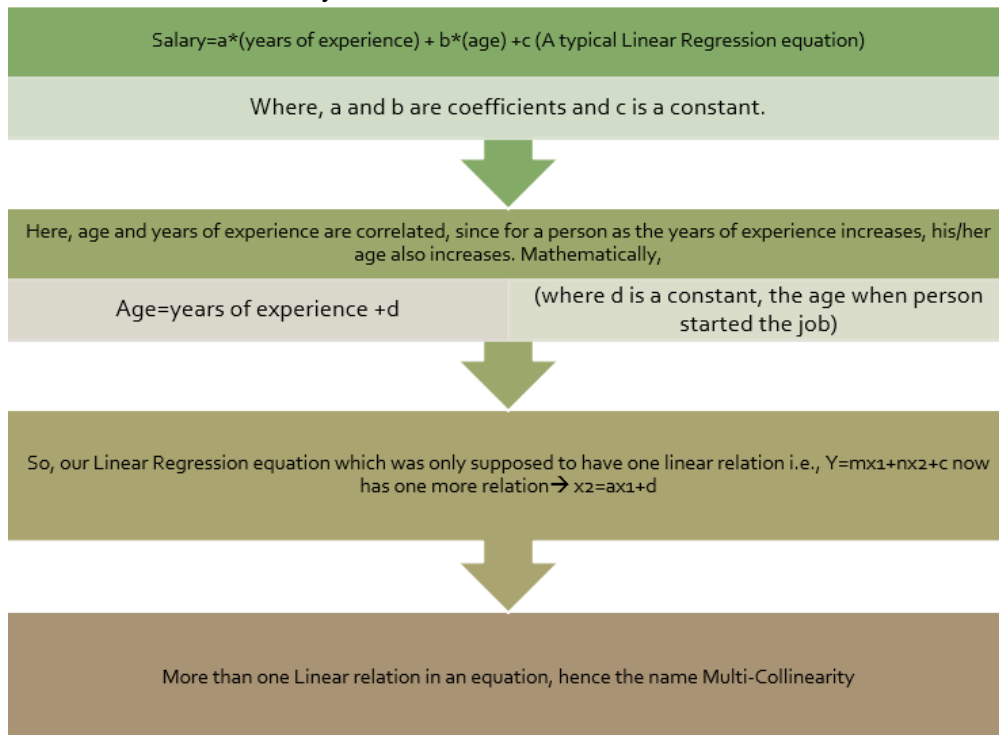 Salary=a*(years of experience) + b*(age) +c (A typical Linear Regression equation)
Where, a and b are coefficients and c is a constant.
Here, age and years of experience are correlated, since for a person as the years of experience increases, his/her
age also increases. Mathematically,
Age=years of experience +d
(where d is a constant, the age when person
started the job)
So, our Linear Regression equation which was only supposed to have one linear relation i.e., Y=mx1+nx2+c now
has one more relation→ x2=ax1+d
More than one Linear relation in an equation, hence the name Multi-Collinearity